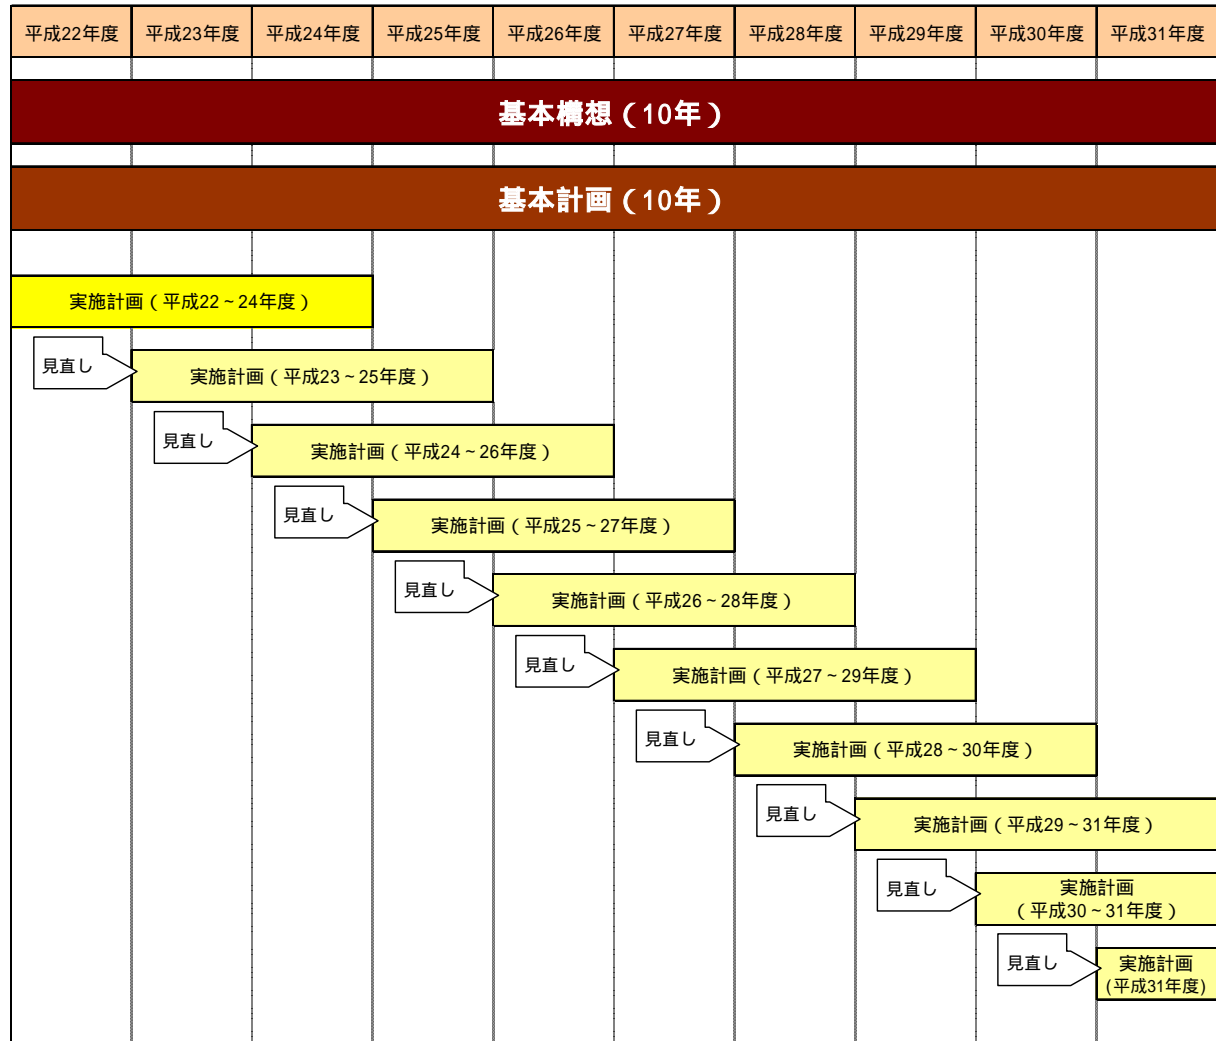 平成22年度 平成23年度 平成24年度 平成25年度 平成26年度 平成27年度 平成28年度 平成29年度 平成30年度 平成31年度
基本構想（10年）
基本計画（10年）
実施計画（平成22～24年度）
見直し
実施計画（平成23～25年度）
見直し
実施計画（平成24～26年度）
見直し
実施計画（平成25～27年度）
見直し
実施計画（平成26～28年度）
見直し
実施計画（平成27～29年度）
見直し
実施計画（平成28～30年度）
見直し
実施計画（平成29～31年度）
見直し
実施計画
（平成30～31年度）
見直し
実施計画
(平成31年度)